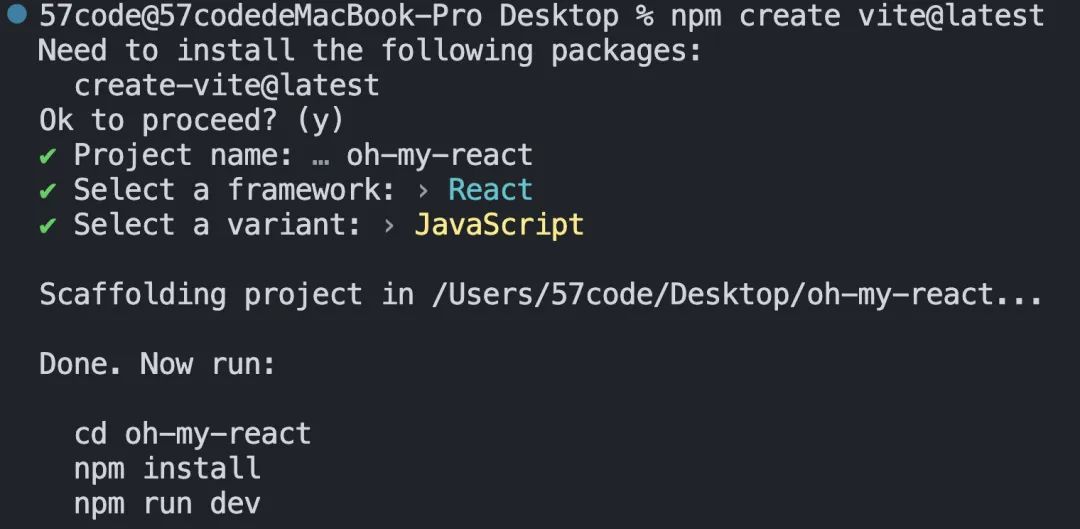 57code@57codedeMacBook-Pro Desktop % npm create vite@latest
Need to install the following packages:
  create-vite@latest
Ok to proceed? (y)
✔ Project name: … oh-my-react
✔ Select a framework: › React
✔ Select a variant: › JavaScript
Scaffolding project in /Users/57code/Desktop/oh-my-react...
Done. Now run:
  cd oh-my-react
  npm install
  npm run dev